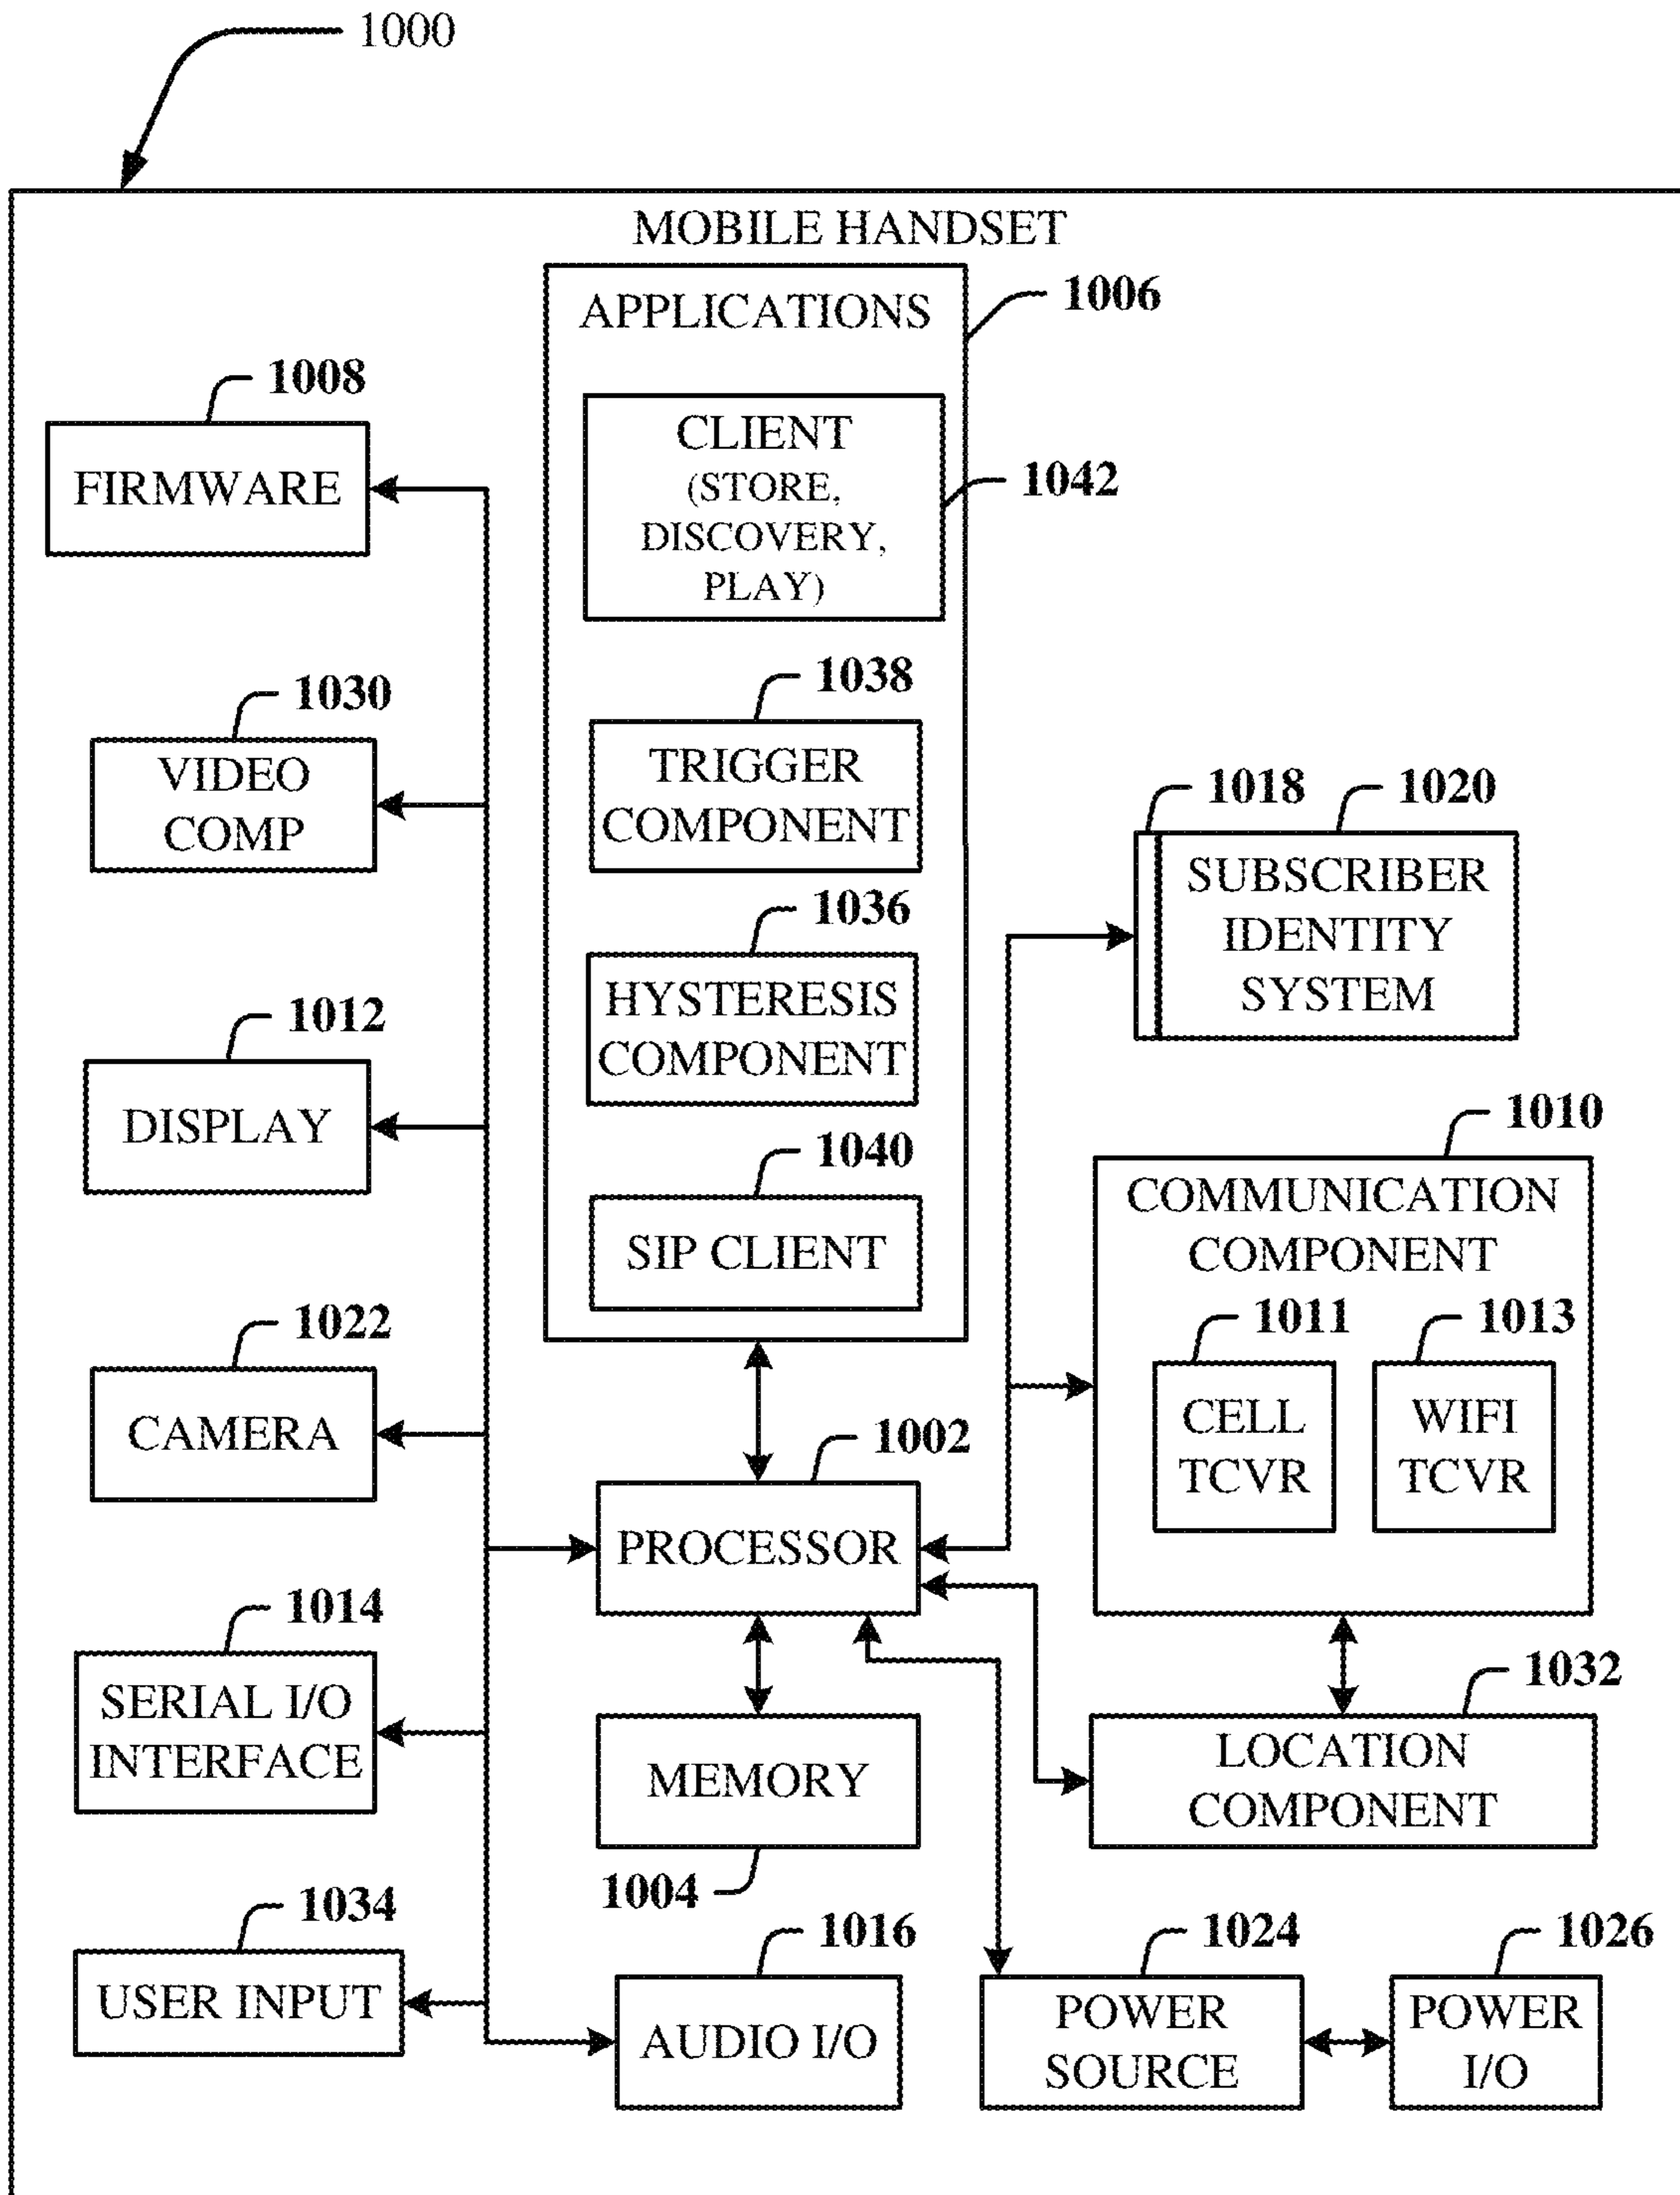 1000
MOBILE HANDSET
APPLICATIONS
1006
CLIENT
(STORE,
DISCOVERY,
PLAY)
1042
1038
TRIGGER
COMPONENT
1036
HYSTERESIS
COMPONENT
1040
SIP CLIENT
1008
FIRMWARE
1030
VIDEO
COMP
1012
DISPLAY
1022
CAMERA
1014
SERIAL I/O
INTERFACE
1034
USER INPUT
1002
PROCESSOR
MEMORY
1004
1016
AUDIO I/O
1018
1020
SUBSCRIBER
IDENTITY
SYSTEM
1010
COMMUNICATION
COMPONENT
1011
CELL
TCVR
1013
WIFI
TCVR
1032
LOCATION
COMPONENT
1024
POWER
SOURCE
1026
POWER
I/O